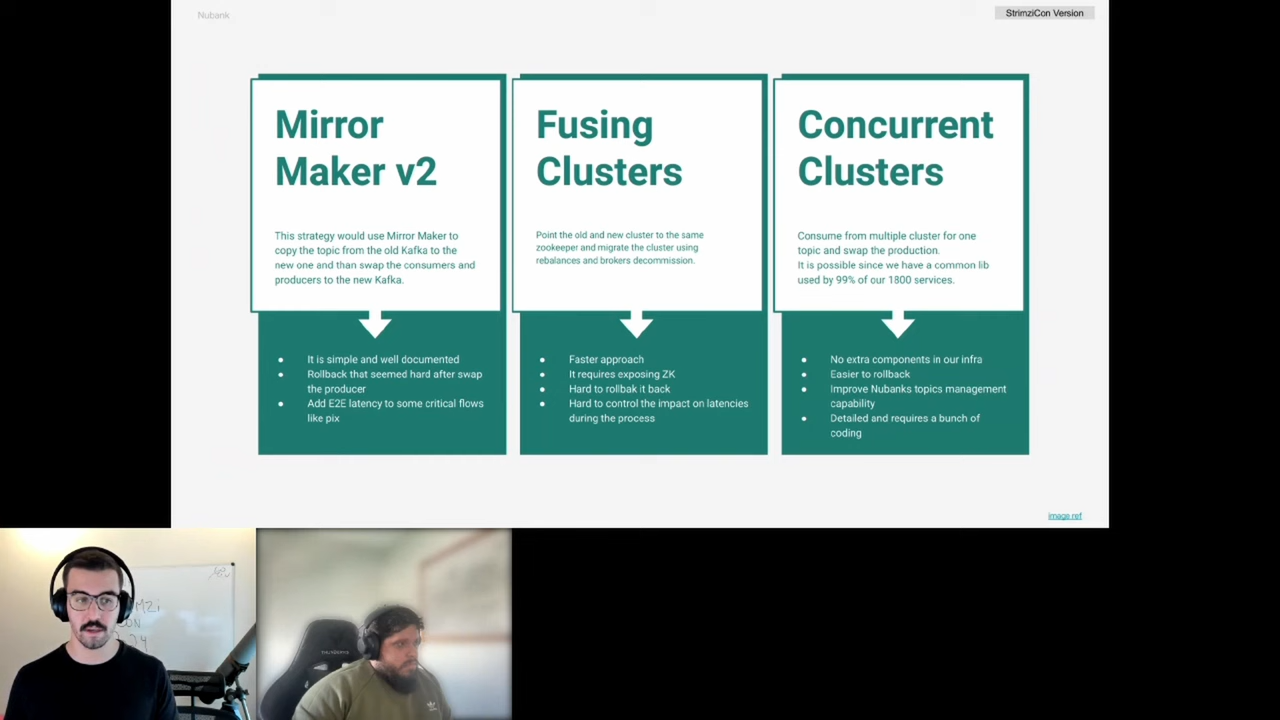 Nubank
StrimziCon Version
Mirror
Maker v2
This strategy would use Mirror Maker to
copy the topic from the old Kafka to the
new one and than swap the consumers and
producers to the new Kafka.
It is simple and well documented
Rollback that seemed hard after swap
the producer
Add E2E latency to some critical flows
like pix
Fusing
Clusters
Point the old and new cluster to the same
zookeeper and migrate the cluster using
rebalances and brokers decommission.
Faster approach
It requires exposing ZK
Hard to rollbak it back
Hard to control the impact on latencies
during the process
Concurrent
Clusters
Consume from multiple cluster for one
topic and swap the production.
It is possible since we have a common lib
used by 99% of our 1800 services.
No extra components in our infra
Easier to rollback
Improve Nubanks topics management
capability
Detailed and requires a bunch of
coding
image ref